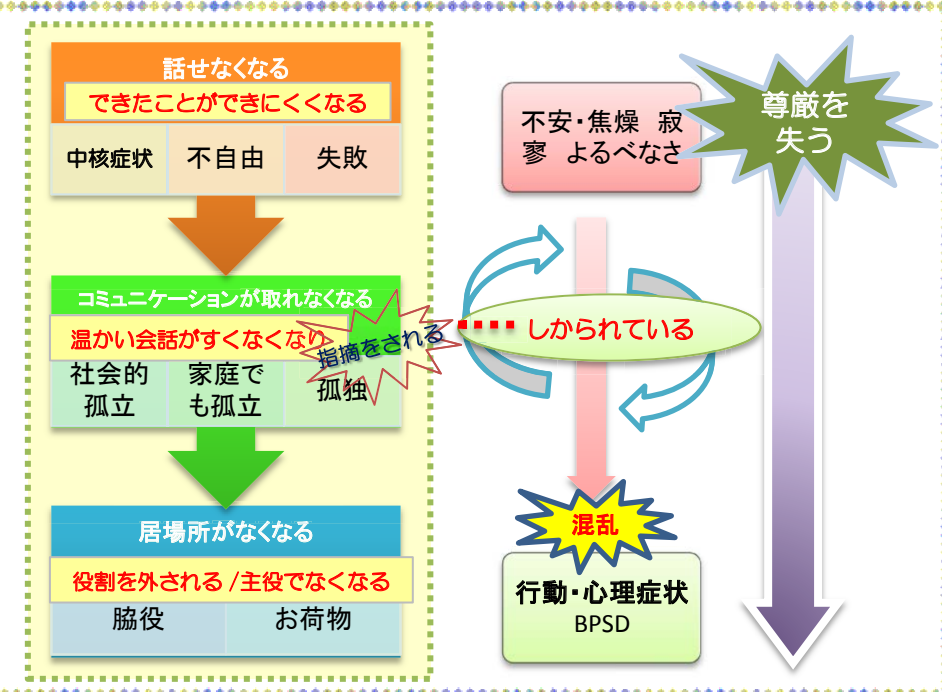 話せなくなる
できたことができにくくなる
中核症状
不自由
失敗
コミュニケーションが取れなくなる
温かい会話がすくなくなり
指摘をされる
社会的
孤立
家庭で
も孤立
孤独
居場所がなくなる
役割を外される /主役でなくなる
脇役
お荷物
不安・焦燥 寂
寥 よるべなさ
しかられている
混乱
行動・心理症状
BPSD
尊厳を
失う